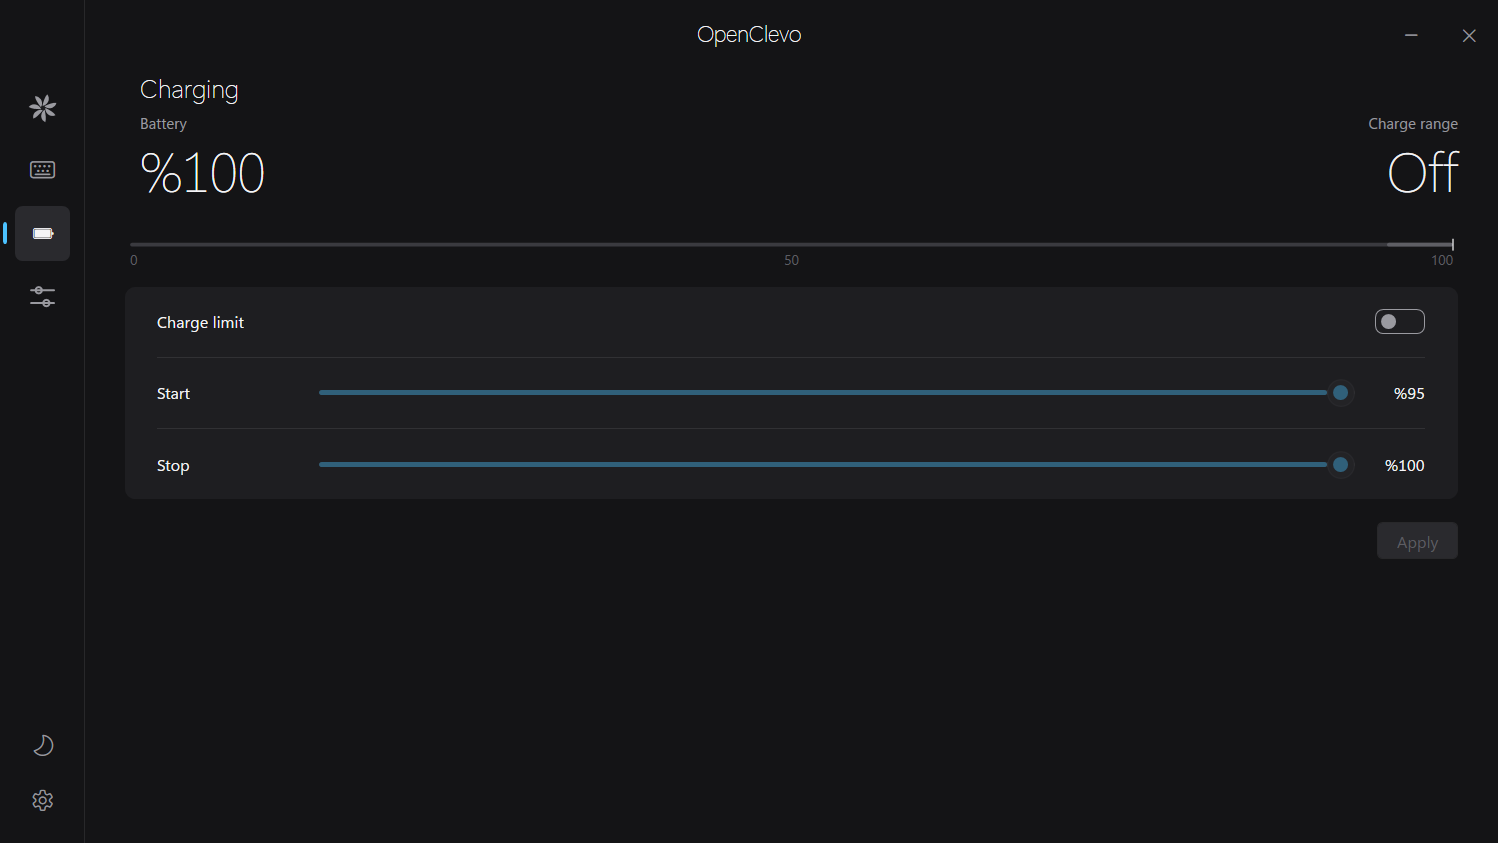 OpenClevo
Charging
Battery
Charge range
%100
Off
0 50 100
Charge limit
Start %95
Stop %100
Apply